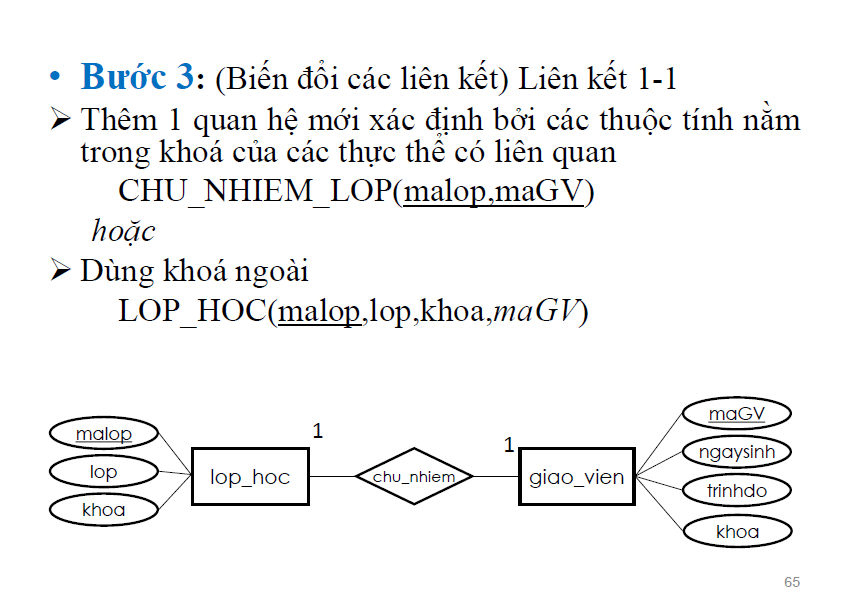 • Bước 3: (Biến đổi các liên kết) Liên kết 1-1
➢ Thêm 1 quan hệ mới xác định bởi các thuộc tính nằm
trong khoá của các thực thể có liên quan
CHU_NHIEM_LOP(malop,maGV)
hoặc
➢ Dùng khoá ngoài
LOP_HOC(malop,lop,khoa,maGV)
malop
lop
khoa
lop_hoc
1
chu_nhiem
1
giao_vien
maGV
ngaysinh
trinhdo
khoa
65